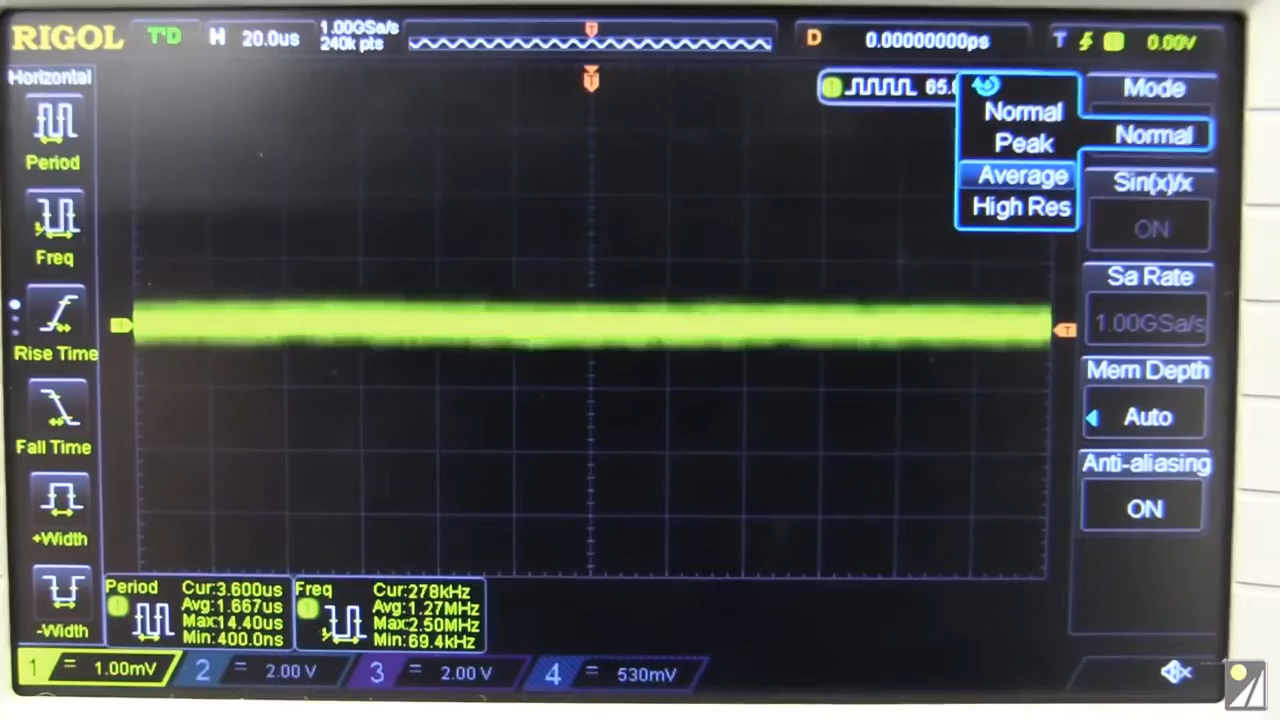 RIGOL T'D H 20.0us 1.00GSa/s 240k pts D 0.00000000ps T 0.00V
Horizontal
Period
Freq
Rise Time
Fall Time
+Width
-Width
Normal
Peak
Average
High Res
Mode
Normal
Sin(x)/x
ON
Sa Rate
1.00GSa/s
Mem Depth
Auto
Anti-aliasing
ON
Period
Cur:3.600us
Avg:1.667us
Max:14.40us
Min:400.0ns
Freq
Cur:278kHz
Avg:1.27MHz
Max:2.50MHz
Min:69.4kHz
1 = 1.00mV 2 = 2.00 V 3 = 2.00 V 4 = 530mV